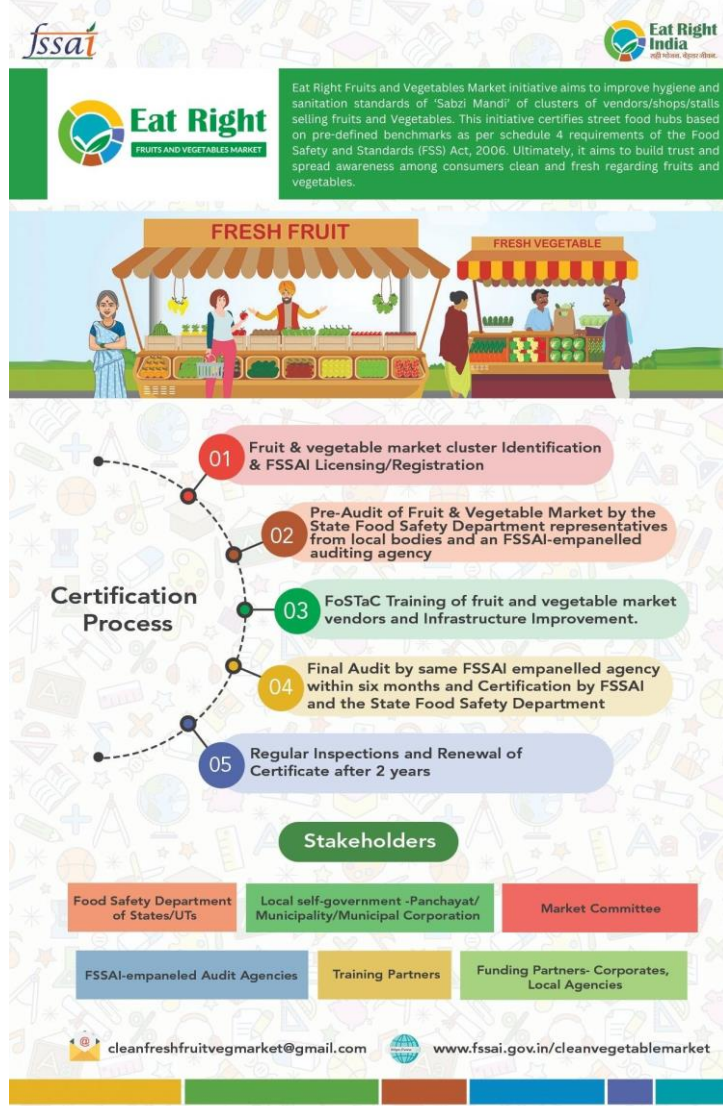 fssai
Eat Right
India
सही भोजन. बेहतर जीवन.
Eat Right
FRUITS AND VEGETABLES MARKET
Eat Right Fruits and Vegetables Market initiative aims to improve hygiene and
sanitation standards of ‘Sabzi Mandi’ of clusters of vendors/shops/stalls
selling fruits and Vegetables. This initiative certifies street food hubs based
on pre-defined benchmarks as per schedule 4 requirements of the Food
Safety and Standards (FSS) Act, 2006. Ultimately, it aims to build trust and
spread awareness among consumers clean and fresh regarding fruits and
vegetables.
FRESH FRUIT
FRESH VEGETABLE
Certification
Process
01
Fruit & vegetable market cluster Identification
& FSSAI Licensing/Registration
02
Pre-Audit of Fruit & Vegetable Market by the
State Food Safety Department representatives
from local bodies and an FSSAI-empanelled
auditing agency
03
FoSTaC Training of fruit and vegetable market
vendors and Infrastructure Improvement.
04
Final Audit by same FSSAI empanelled agency
within six months and Certification by FSSAI
and the State Food Safety Department
05
Regular Inspections and Renewal of
Certificate after 2 years
Stakeholders
Food Safety Department
of States/UTs
Local self-government -Panchayat/
Municipality/Municipal Corporation
Market Committee
FSSAI-empaneled Audit Agencies
Training Partners
Funding Partners- Corporates,
Local Agencies
cleanfreshfruitvegmarket@gmail.com
www.fssai.gov.in/cleanvegetablemarket